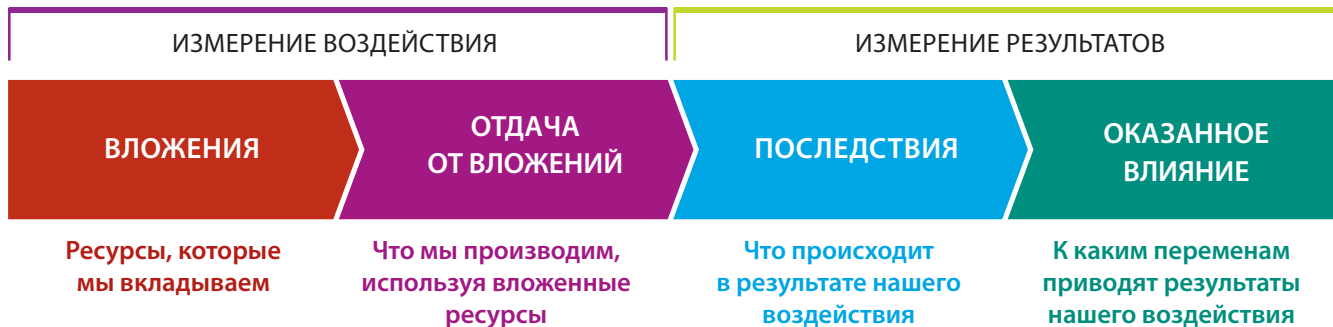 ИЗМЕРЕНИЕ ВОЗДЕЙСТВИЯ
ИЗМЕРЕНИЕ РЕЗУЛЬТАТОВ
ВЛОЖЕНИЯ
ОТДАЧА
ОТ ВЛОЖЕНИЙ
ПОСЛЕДСТВИЯ
ОКАЗАННОЕ
ВЛИЯНИЕ
Ресурсы, которые
мы вкладываем
Что мы производим,
используя вложенные
ресурсы
Что происходит
в результате нашего
воздействия
К каким переменам
приводят результаты
нашего воздействия